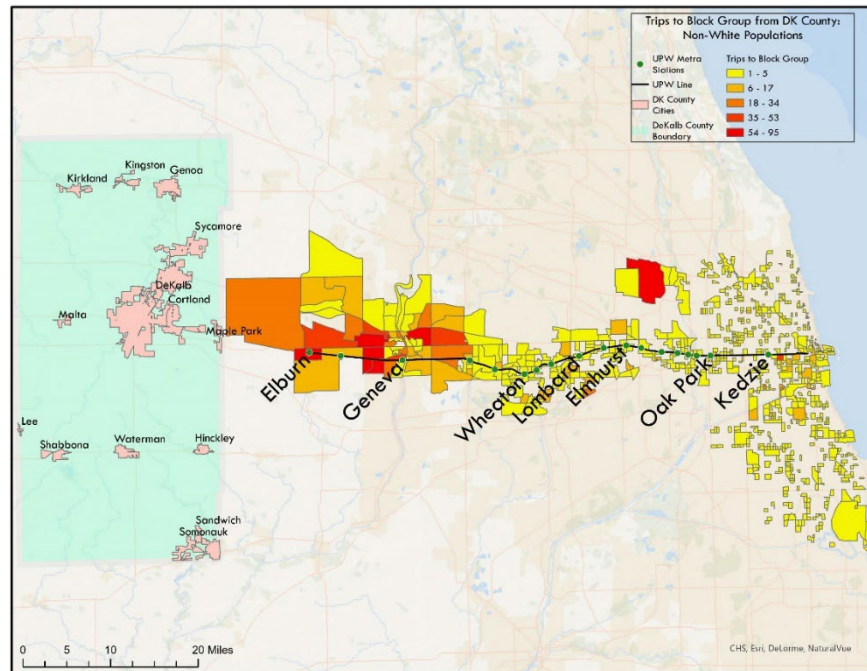 Trips to Block Group from DK County:
Non-White Populations
UPW Metra
Stations
UPW Line
DK County
Cities
DeKalb County
Boundary
Trips to Block Group
1 - 5
6 - 17
18 - 34
35 - 53
54 - 95
Kirkland
Kingston
Genoa
Sycamore
DeKalb
Cortland
Malta
Maple Park
Elburn
Geneva
Wheaton
Lombard
Elmhurst
Oak Park
Kedzie
Lee
Shabbona
Waterman
Hinckley
Sandwich
Somonauk
0 5 10 20 Miles
CHS, Esri, DeLorme, NaturalVue